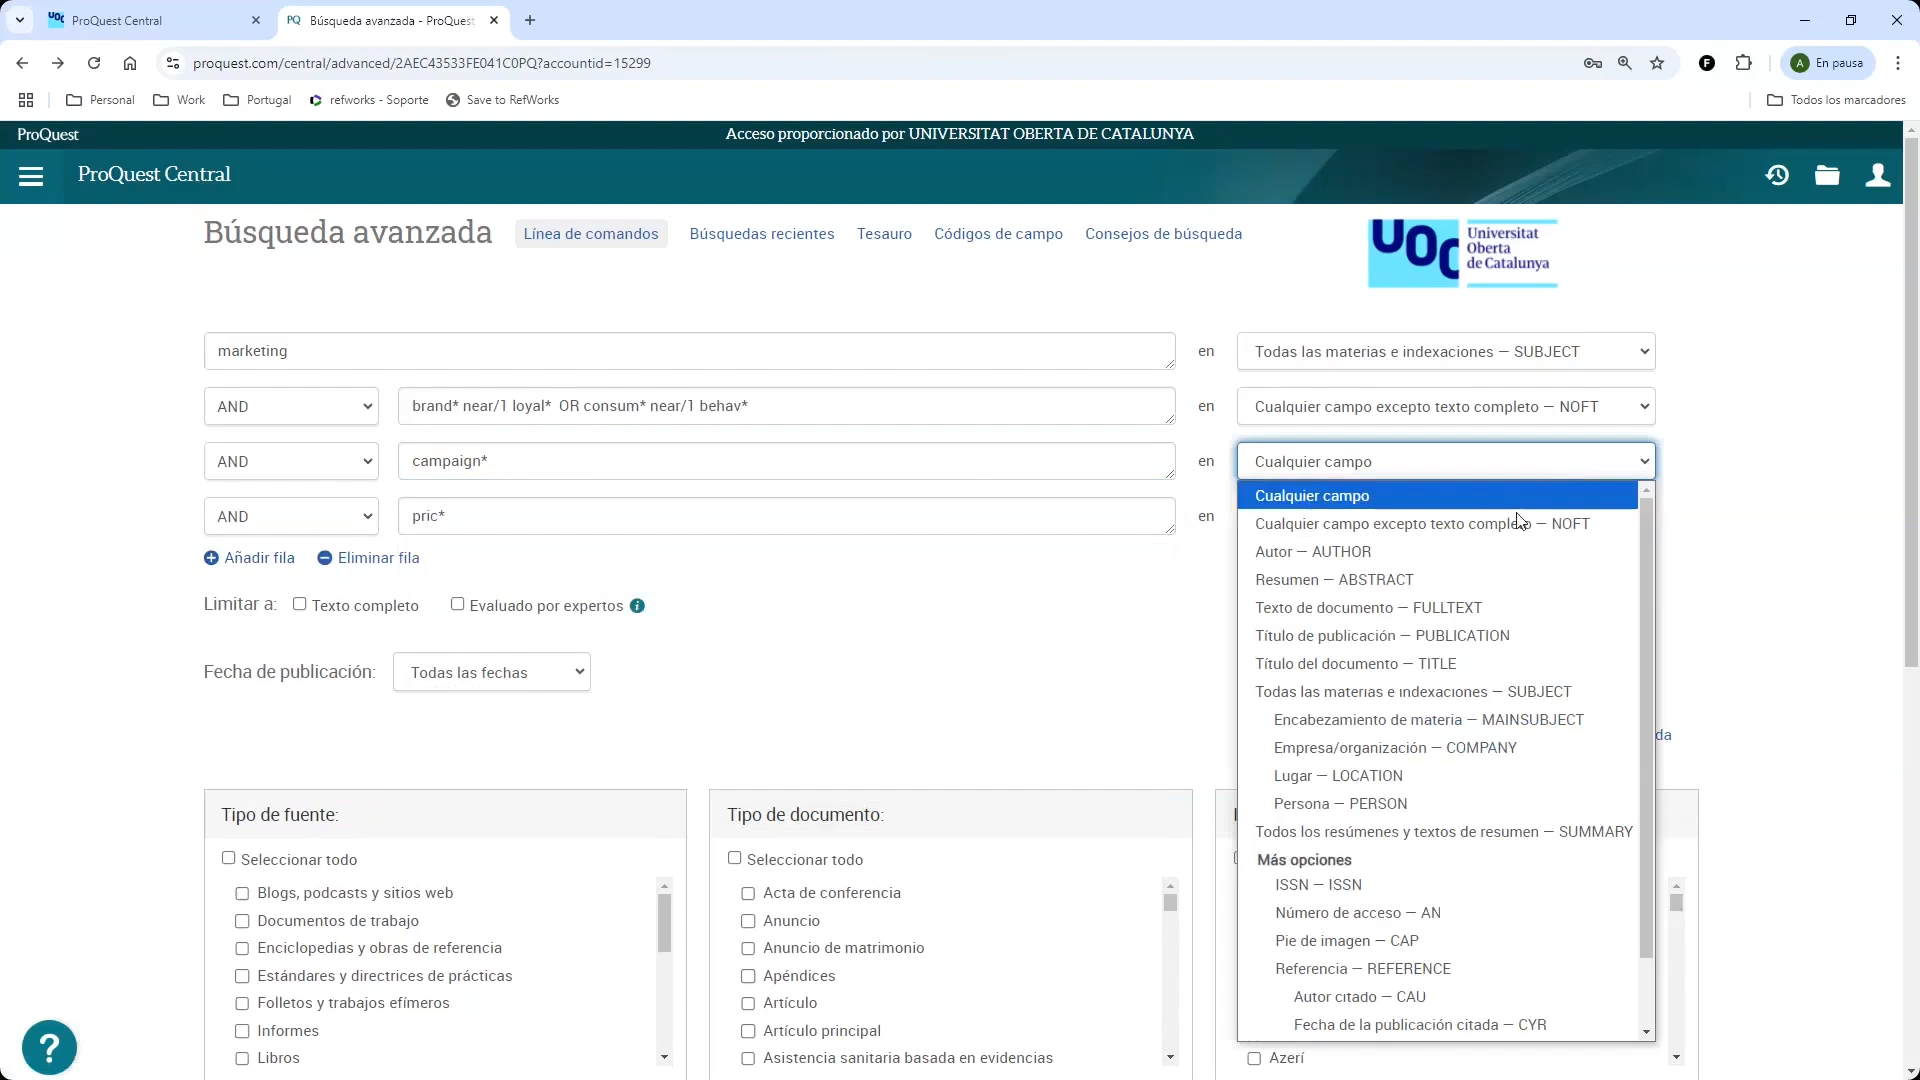 ProQuest Central
PQ Búsqueda avanzada - ProQuest
proquest.com/central/advanced/2AEC43533FE041C0PQ?accountid=15299
F
A En pausa
Personal
Work
Portugal
refworks - Soporte
Save to RefWorks
Todos los marcadores
ProQuest
Acceso proporcionado por UNIVERSITAT OBERTA DE CATALUNYA
ProQuest Central
Búsqueda avanzada
Línea de comandos
Búsquedas recientes
Tesauro
Códigos de campo
Consejos de búsqueda
UOC
Universitat
Oberta
de Catalunya
marketing
en
Todas las materias e indexaciones — SUBJECT
AND
brand* near/1 loyal*  OR consum* near/1 behav*
en
Cualquier campo excepto texto completo — NOFT
AND
campaign*
en
Cualquier campo
AND
pric*
en
Cualquier campo
Cualquier campo excepto texto completo — NOFT
Autor — AUTHOR
Resumen — ABSTRACT
Texto de documento — FULLTEXT
Título de publicación — PUBLICATION
Título del documento — TITLE
Todas las materias e indexaciones — SUBJECT
Encabezamiento de materia — MAINSUBJECT
Empresa/organización — COMPANY
Lugar — LOCATION
Persona — PERSON
Todos los resúmenes y textos de resumen — SUMMARY
Más opciones
ISSN — ISSN
Número de acceso — AN
Pie de imagen — CAP
Referencia — REFERENCE
Autor citado — CAU
Fecha de la publicación citada — CYR
Añadir fila
Eliminar fila
Limitar a:
Texto completo
Evaluado por expertos
i
Fecha de publicación:
Todas las fechas
da
Tipo de fuente:
Seleccionar todo
Blogs, podcasts y sitios web
Documentos de trabajo
Enciclopedias y obras de referencia
Estándares y directrices de prácticas
Folletos y trabajos efímeros
Informes
Libros
Tipo de documento:
Seleccionar todo
Acta de conferencia
Anuncio
Anuncio de matrimonio
Apéndices
Artículo
Artículo principal
Asistencia sanitaria basada en evidencias
Azerí
?